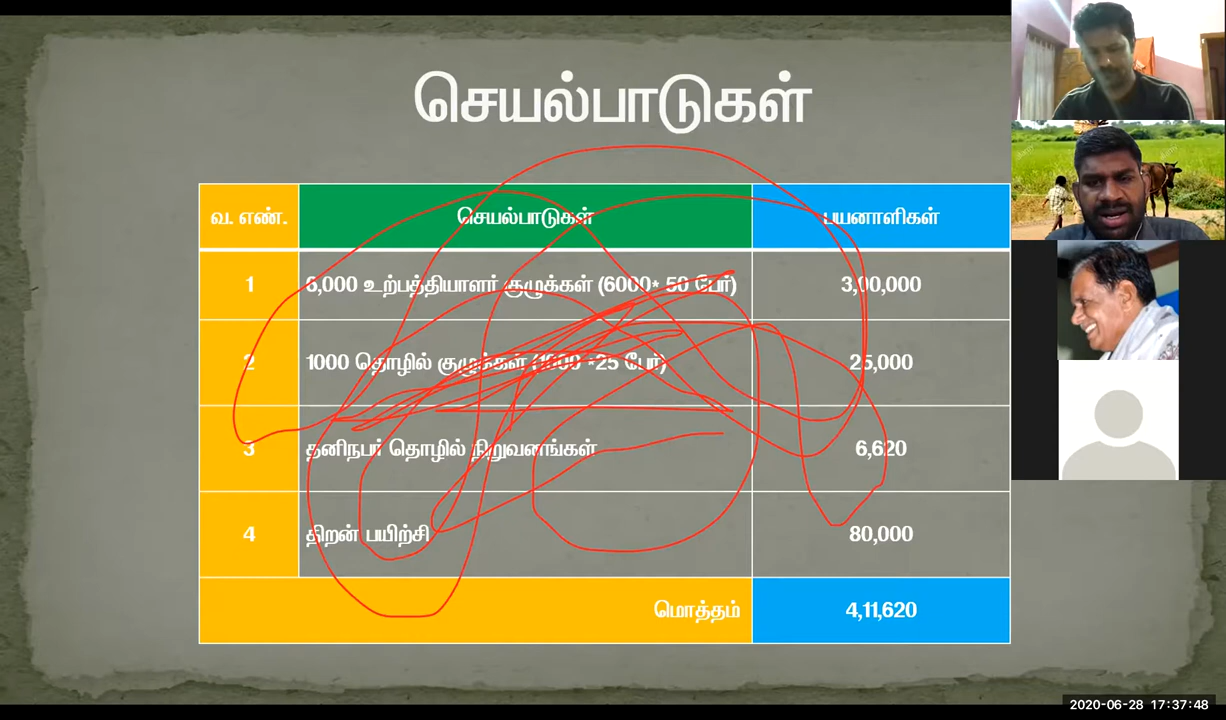 செயல்பாடுகள்
வ. எண். செயல்பாடுகள் பயனாளிகள்
1 6,000 உற்பத்தியாளர் குழுக்கள் (6000* 50 பேர்) 3,00,000
2 1000 தொழில் குழுக்கள் (1000 *25 பேர்) 25,000
3 தனிநபர் தொழில் நிறுவனங்கள் 6,620
4 திறன் பயிற்சி 80,000
மொத்தம் 4,11,620
2020-06-28 17:37:48